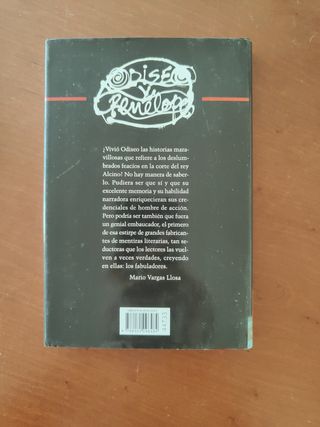 ODISEO
y
Penélope
¿Vivió Odiseo las historias mara-
villosas que refiere a los deslum-
brados feacios en la corte del rey
Alcino? No hay manera de saber-
lo. Pudiera ser que sí y que su
excelente memoria y su habilidad
narradora enriquecieran sus cre-
denciales de hombre de acción.
Pero podría ser también que fuera
un genial embaucador, el primero
de esa estirpe de grandes fabrican-
tes de mentiras literarias, tan se-
ductoras que los lectores las vuel-
ven a veces verdades, creyendo
en ellas: los fabuladores.
Mario Vargas Llosa